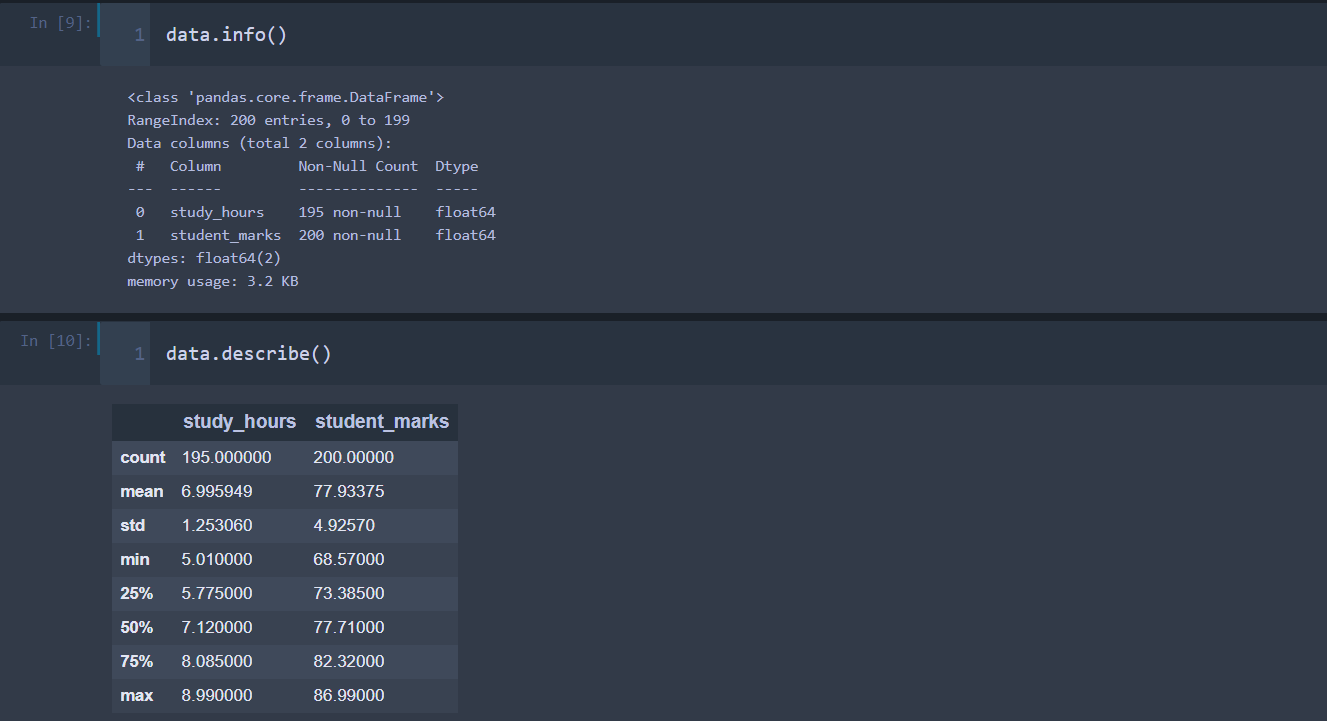 In [9]:
1 data.info()
<class 'pandas.core.frame.DataFrame'>
RangeIndex: 200 entries, 0 to 199
Data columns (total 2 columns):
 #   Column         Non-Null Count  Dtype
---  ------         --------------  -----
 0   study_hours    195 non-null    float64
 1   student_marks  200 non-null    float64
dtypes: float64(2)
memory usage: 3.2 KB
In [10]:
1 data.describe()
study_hours student_marks
count 195.000000 200.00000
mean 6.995949 77.93375
std 1.253060 4.92570
min 5.010000 68.57000
25% 5.775000 73.38500
50% 7.120000 77.71000
75% 8.085000 82.32000
max 8.990000 86.99000